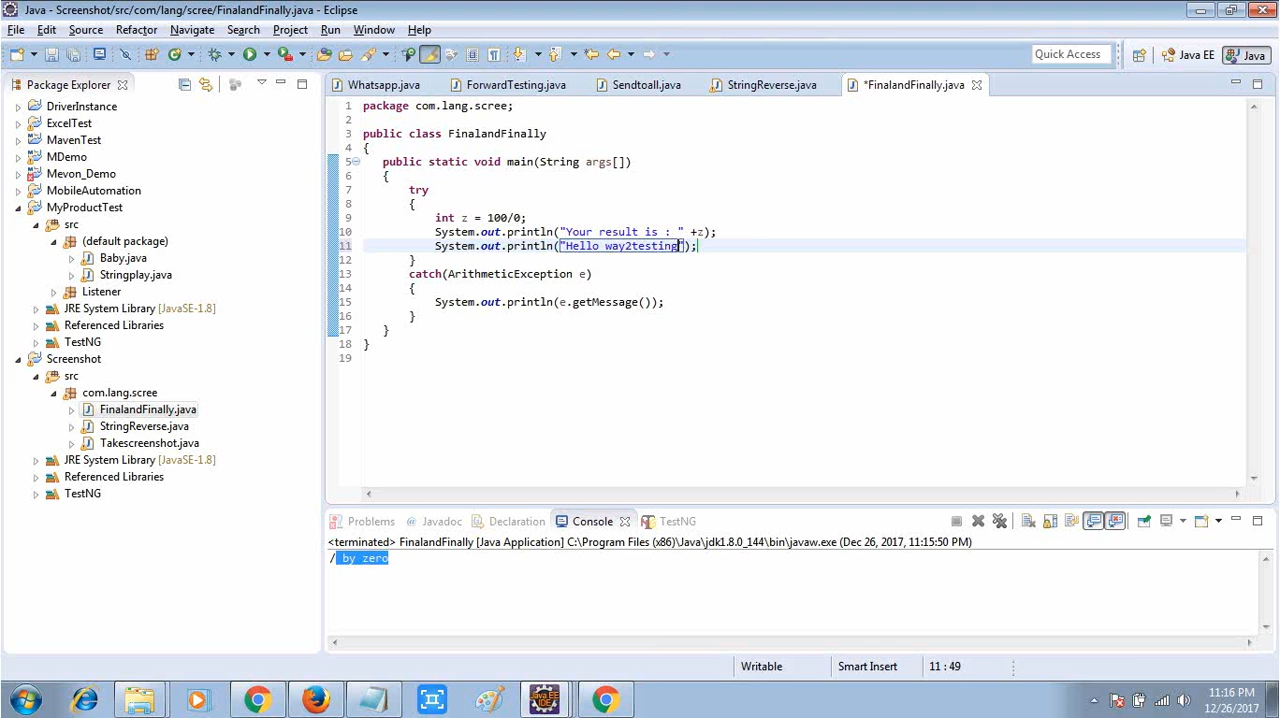 Java - Screenshot/src/com/lang/scree/FinalandFinally.java - Eclipse
File Edit Source Refactor Navigate Search Project Run Window Help
Quick Access Java EE Java
Package Explorer
DriverInstance
ExcelTest
MavenTest
MDemo
Mevon_Demo
MobileAutomation
MyProductTest
src
(default package)
Baby.java
Stringplay.java
Listener
JRE System Library [JavaSE-1.8]
Referenced Libraries
TestNG
Screenshot
src
com.lang.scree
FinalandFinally.java
StringReverse.java
Takescreenshot.java
JRE System Library [JavaSE-1.8]
Referenced Libraries
TestNG
Whatsapp.java ForwardTesting.java Sendtoall.java StringReverse.java *FinalandFinally.java
1 package com.lang.scree;
2
3 public class FinalandFinally
4 {
5 public static void main(String args[])
6 {
7 try
8 {
9 int z = 100/0;
10 System.out.println("Your result is : " +z);
11 System.out.println("Hello way2testing");
12 }
13 catch(ArithmeticException e)
14 {
15 System.out.println(e.getMessage());
16 }
17 }
18 }
19
Problems Javadoc Declaration Console TestNG
<terminated> FinalandFinally [Java Application] C:\Program Files (x86)\Java\jdk1.8.0_144\bin\javaw.exe (Dec 26, 2017, 11:15:50 PM)
/ by zero
Writable Smart Insert 11 : 49
Java EE
IDE
11:16 PM
12/26/2017